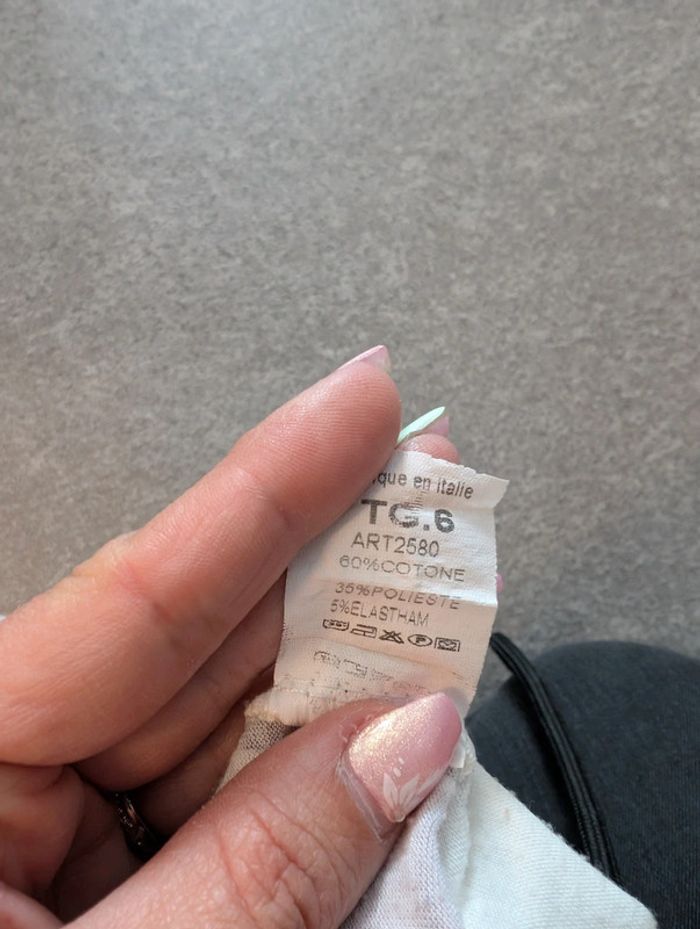 que en italie
TG.6
ART2580
60%COTONE
35%POLIESTE
5%ELASTHAM